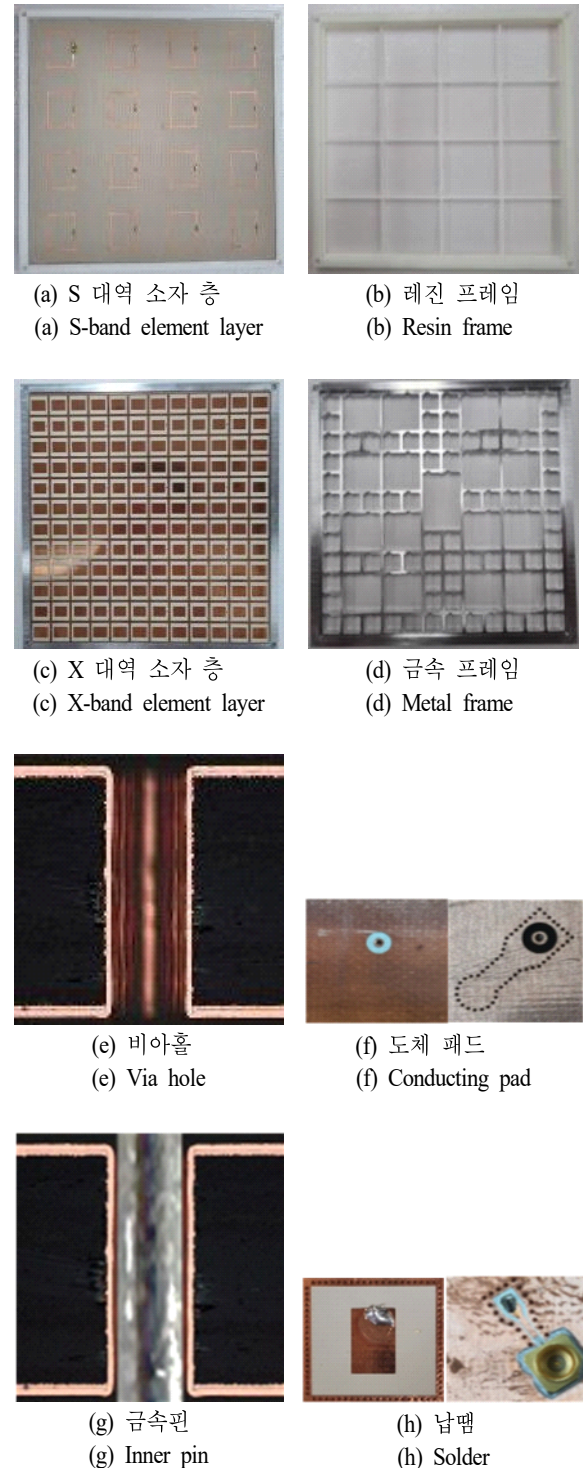 (a) S 대역 소자 층
(a) S-band element layer
(b) 레진 프레임
(b) Resin frame
(c) X 대역 소자 층
(c) X-band element layer
(d) 금속 프레임
(d) Metal frame
(e) 비아홀
(e) Via hole
(f) 도체 패드
(f) Conducting pad
(g) 금속핀
(g) Inner pin
(h) 납땜
(h) Solder